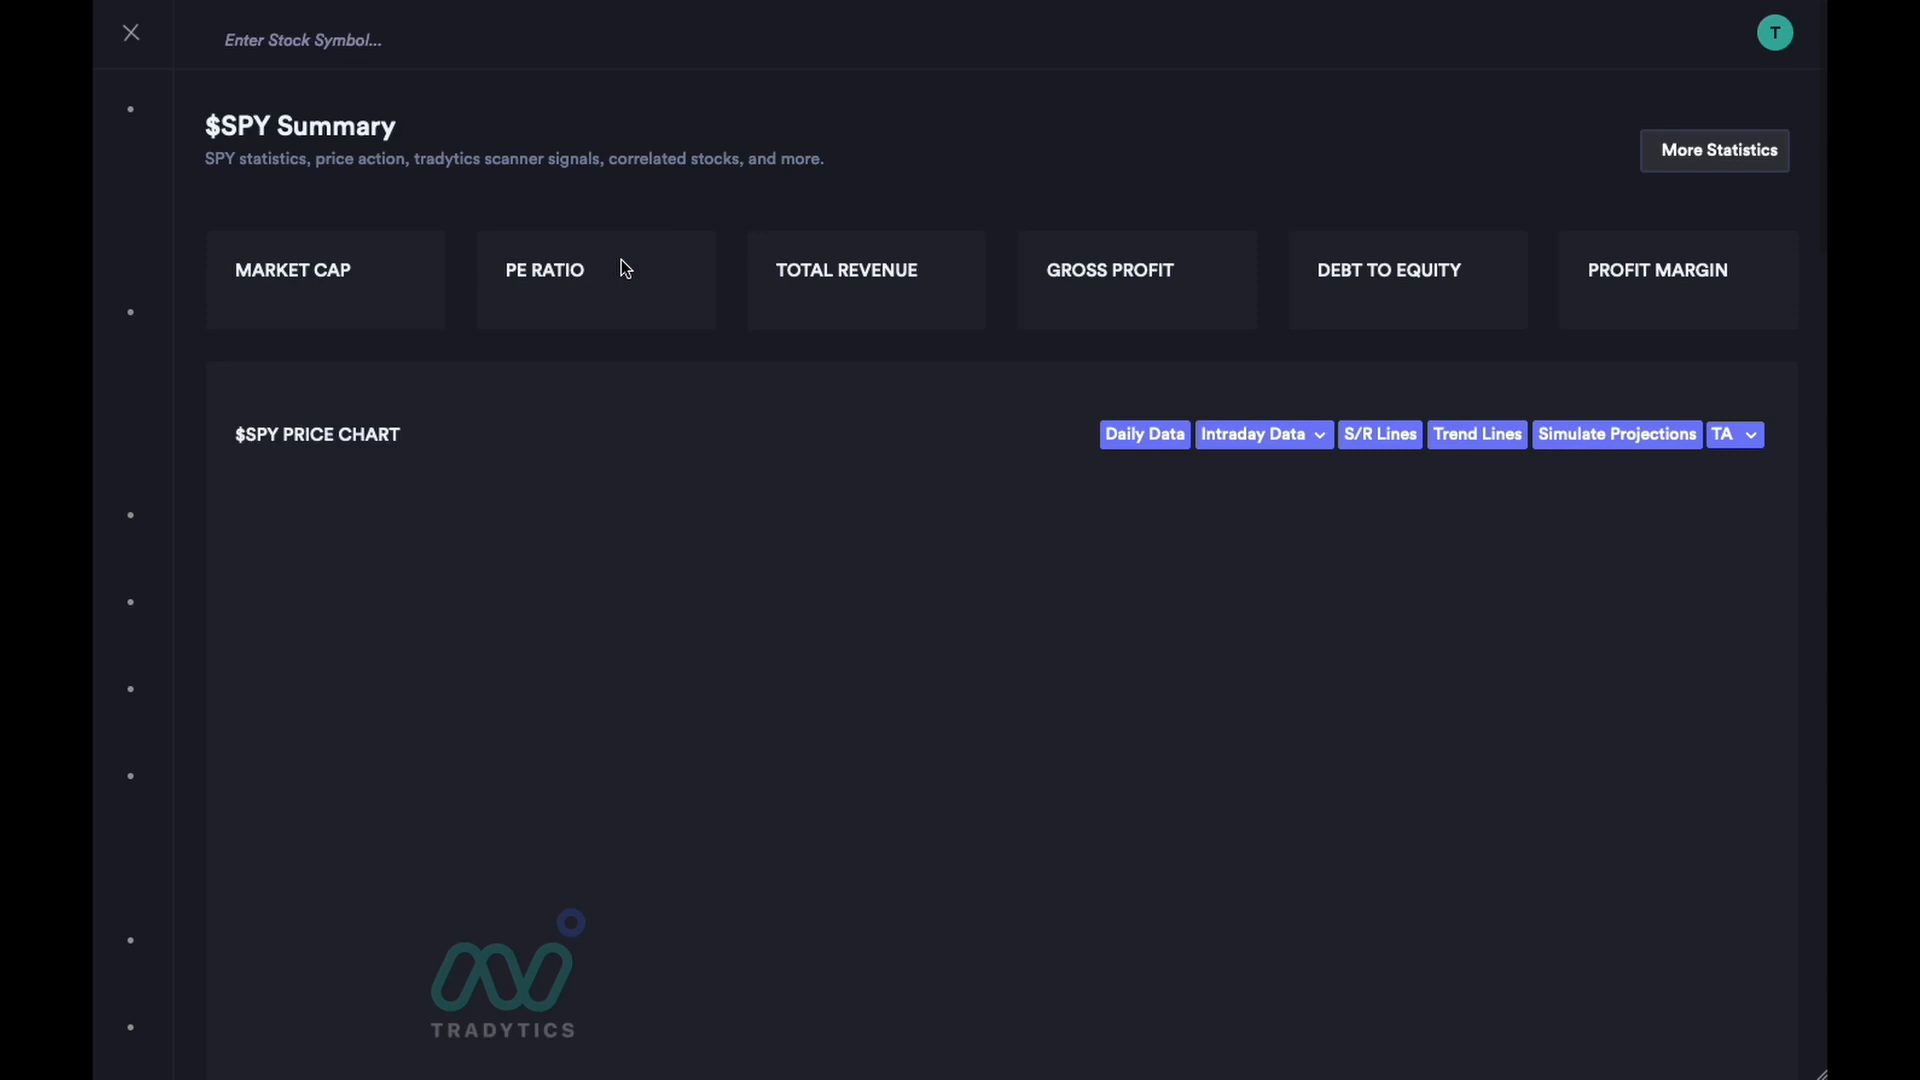 Enter Stock Symbol...
T
$SPY Summary
SPY statistics, price action, tradytics scanner signals, correlated stocks, and more.
More Statistics
MARKET CAP
PE RATIO
TOTAL REVENUE
GROSS PROFIT
DEBT TO EQUITY
PROFIT MARGIN
$SPY PRICE CHART
Daily Data
Intraday Data
S/R Lines
Trend Lines
Simulate Projections
TA
TRADYTICS